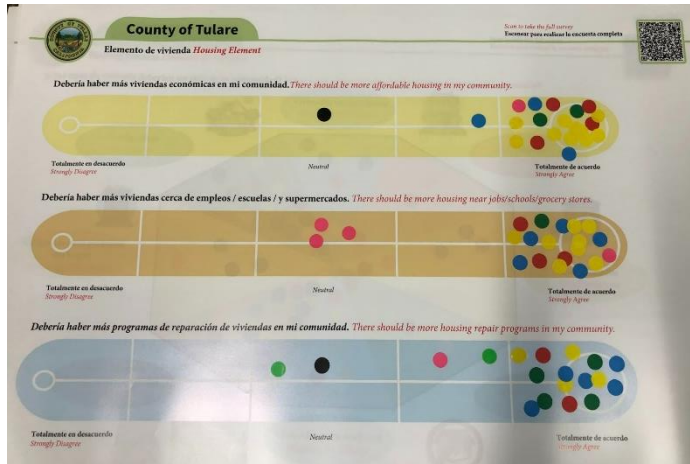 COUNTY OF TULARE
County of Tulare
Scan to take the full survey
Escanear para realizar la encuesta completa
Elemento de vivienda Housing Element
Debería haber más viviendas económicas en mi comunidad. There should be more affordable housing in my community.
Totalmente en desacuerdo
Strongly Disagree
Neutral
Totalmente de acuerdo
Strongly Agree
Debería haber más viviendas cerca de empleos / escuelas / y supermercados. There should be more housing near jobs/schools/grocery stores.
Totalmente en desacuerdo
Strongly Disagree
Neutral
Totalmente de acuerdo
Strongly Agree
Debería haber más programas de reparación de viviendas en mi comunidad. There should be more housing repair programs in my community.
Totalmente en desacuerdo
Strongly Disagree
Neutral
Totalmente de acuerdo
Strongly Agree